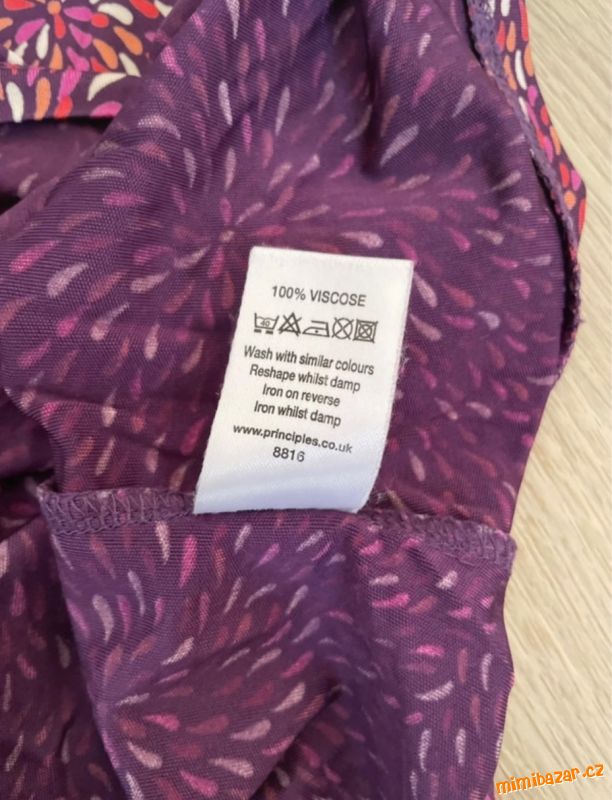 100% VISCOSE
40
Wash with similar colours
Reshape whilst damp
Iron on reverse
Iron whilst damp
www.principles.co.uk
8816
mimibazar.cz